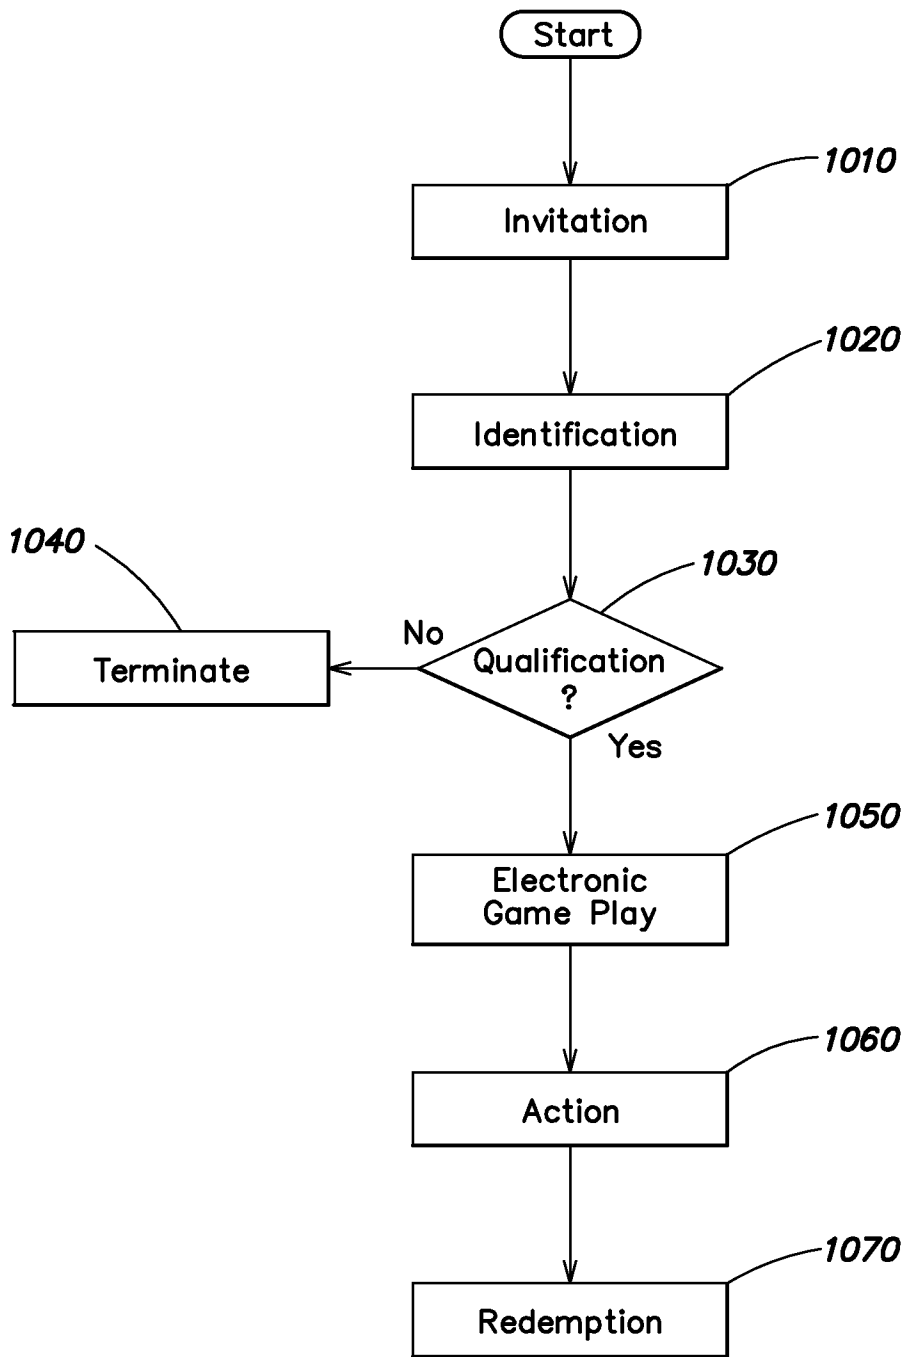 Start
1010
Invitation
1020
Identification
1040
1030
No
Terminate
Qualification
?
Yes
1050
Electronic
Game Play
1060
Action
1070
Redemption